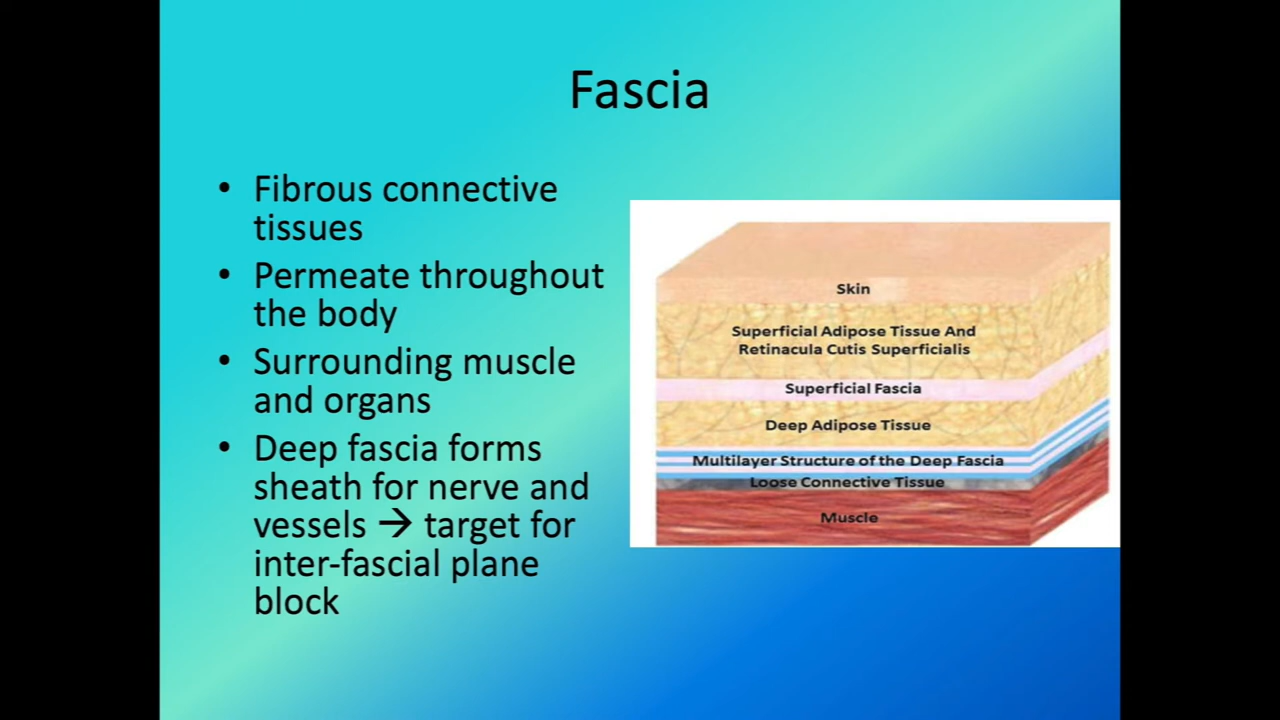 Fascia
• Fibrous connective
tissues
• Permeate throughout
the body
• Surrounding muscle
and organs
• Deep fascia forms
sheath for nerve and
vessels → target for
inter-fascial plane
block
Skin
Superficial Adipose Tissue And
Retinacula Cutis Superficialis
Superficial Fascia
Deep Adipose Tissue
Multilayer Structure of the Deep Fascia
Loose Connective Tissue
Muscle